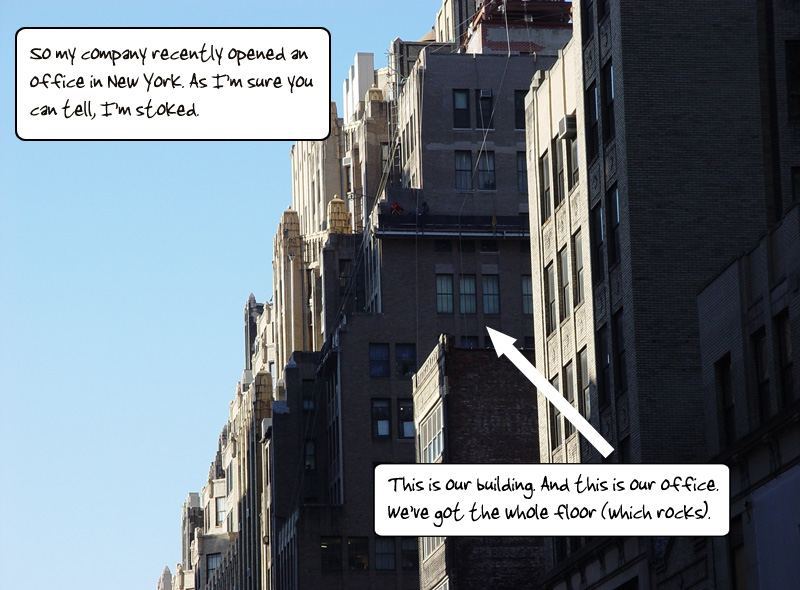 So my company recently opened an
office in New York. As I'm sure you
can tell, I'm stoked.
This is our building. And this is our office.
We've got the whole floor (which rocks).